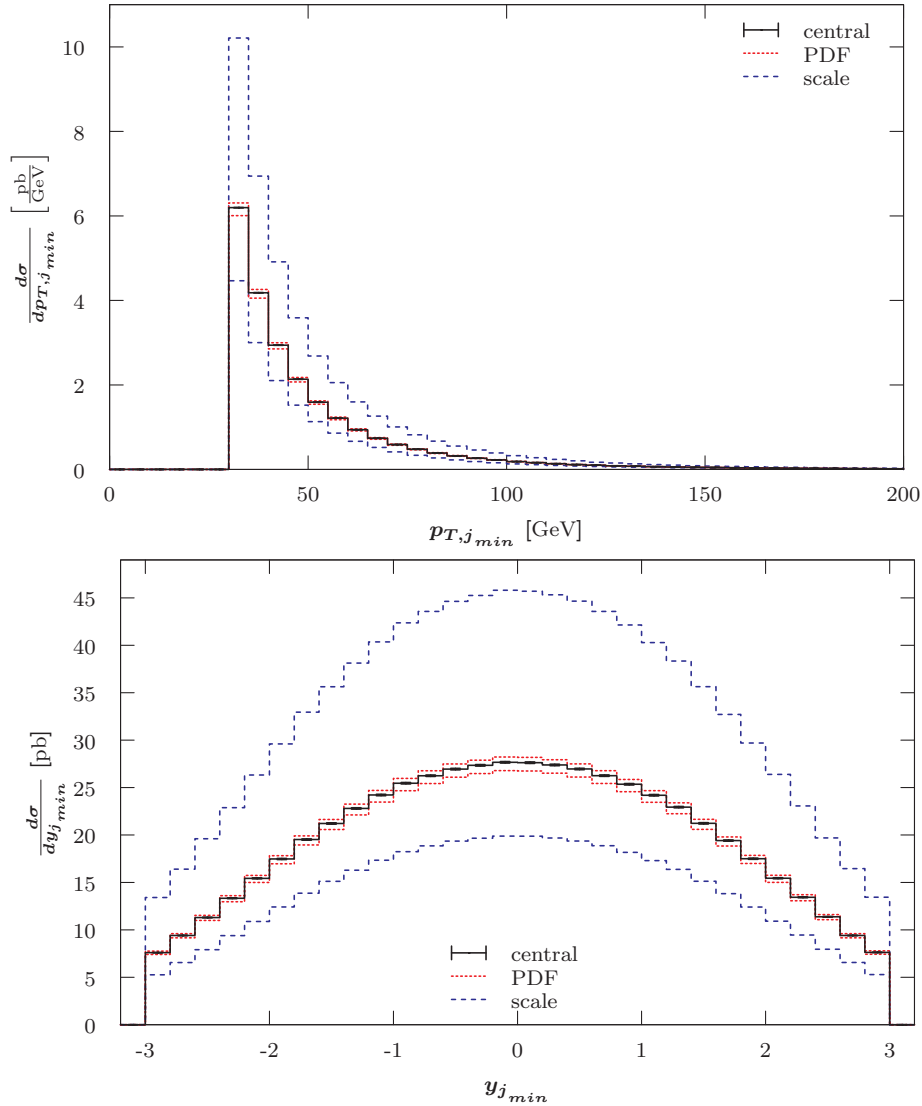 10
8
6
4
2
0
dσ/dp_{T,j_{min}} [pb/GeV]
central
PDF
scale
0 50 100 150 200
p_{T,j_{min}} [GeV]
45
40
35
30
25
20
15
10
5
0
dσ/dy_{j_{min}} [pb]
central
PDF
scale
-3 -2 -1 0 1 2 3
y_{j_{min}}